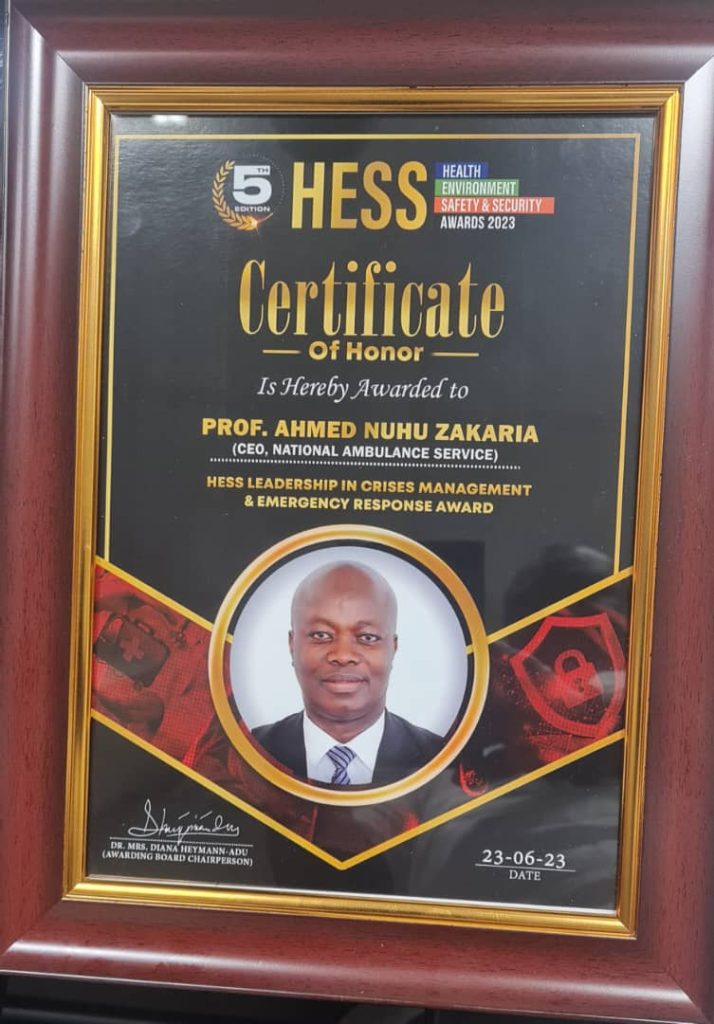 5TH
EDITION
HESS
HEALTH
ENVIRONMENT
SAFETY & SECURITY
AWARDS 2023
Certificate
Of Honor
Is Hereby Awarded to
PROF. AHMED NUHU ZAKARIA
(CEO, NATIONAL AMBULANCE SERVICE)
HESS LEADERSHIP IN CRISES MANAGEMENT
& EMERGENCY RESPONSE AWARD
DR. MRS. DIANA HEYMANN-ADU
(AWARDING BOARD CHAIRPERSON)
23-06-23
DATE